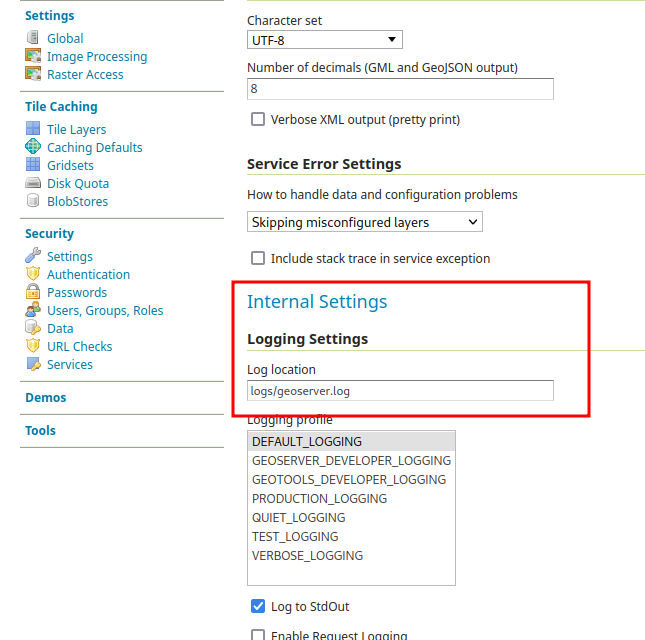 Settings
Global
Image Processing
Raster Access
Tile Caching
Tile Layers
Caching Defaults
Gridsets
Disk Quota
BlobStores
Security
Settings
Authentication
Passwords
Users, Groups, Roles
Data
URL Checks
Services
Demos
Tools
Character set
UTF-8
Number of decimals (GML and GeoJSON output)
8
Verbose XML output (pretty print)
Service Error Settings
How to handle data and configuration problems
Skipping misconfigured layers
Include stack trace in service exception
Internal Settings
Logging Settings
Log location
logs/geoserver.log
Logging profile
DEFAULT_LOGGING
GEOSERVER_DEVELOPER_LOGGING
GEOTOOLS_DEVELOPER_LOGGING
PRODUCTION_LOGGING
QUIET_LOGGING
TEST_LOGGING
VERBOSE_LOGGING
Log to StdOut
Enable Request Logging